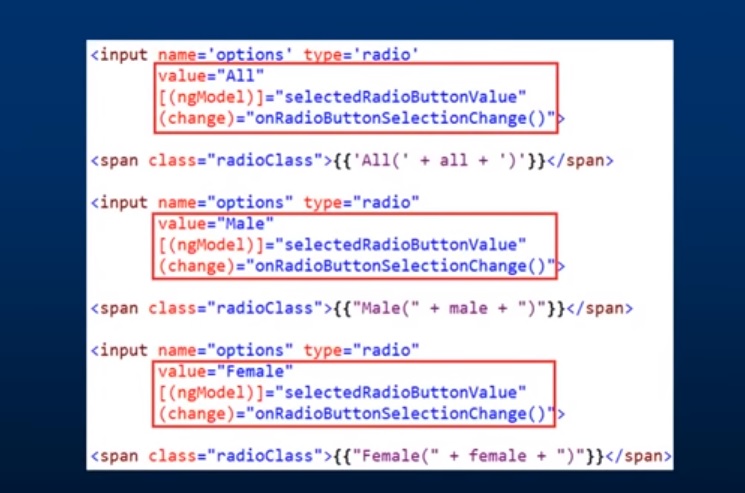 <input name='options' type='radio'
value="All"
[(ngModel)]="selectedRadioButtonValue"
(change)="onRadioButtonSelectionChange()">
<span class="radioClass">{{'All(' + all + ')'}}</span>
<input name="options" type="radio"
value="Male"
[(ngModel)]="selectedRadioButtonValue"
(change)="onRadioButtonSelectionChange()">
<span class="radioClass">{{"Male(" + male + ")"}}</span>
<input name="options" type="radio"
value="Female"
[(ngModel)]="selectedRadioButtonValue"
(change)="onRadioButtonSelectionChange()">
<span class="radioClass">{{"Female(" + female + ")"}}</span>